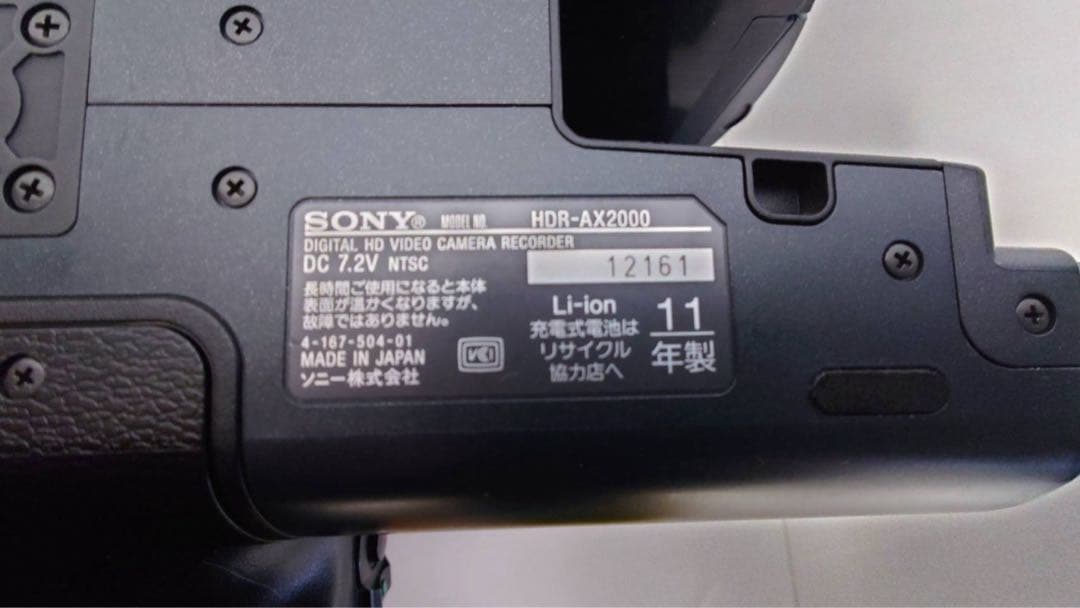 SONY® MODEL NO. HDR-AX2000
DIGITAL HD VIDEO CAMERA RECORDER
DC 7.2V NTSC
12161
長時間ご使用になると本体
表面が温かくなりますが、
故障ではありません。
4-167-504-01
MADE IN JAPAN
ソニー株式会社
VCI
Li-ion
充電式電池は
リサイクル
協力店へ
11
年製